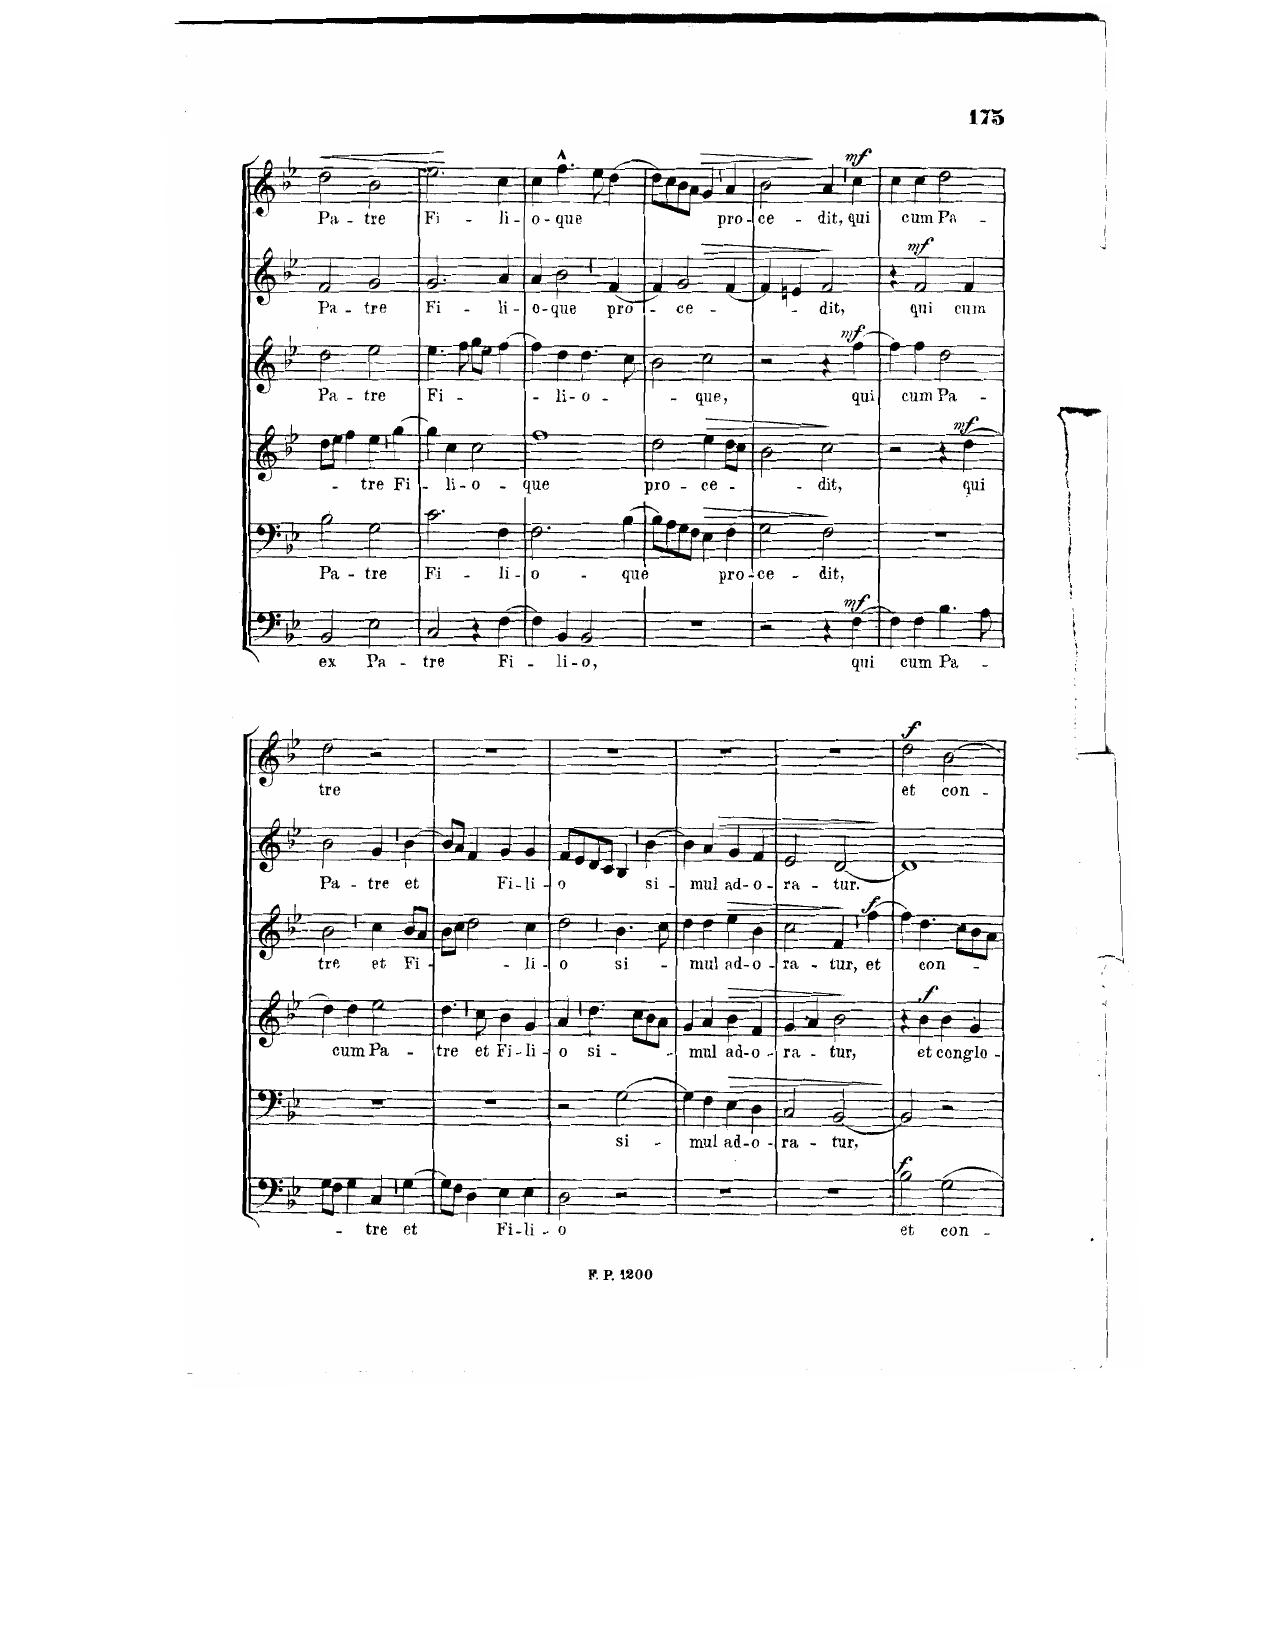 175
mf
Pa - tre Fi - li - o - que pro - ce - dit, qui cum Pa -
mf
Pa - tre Fi - li - o - que pro - ce - - dit, qui cum
mf
Pa - tre Fi - - li - o - - que, qui cum Pa -
mf
- tre Fi - li - o - que pro - ce - - dit, qui
Pa - tre Fi - li - o - que pro - ce - dit,
mf
ex Pa - tre Fi - li - o, qui cum Pa -
f
tre et con -
Pa - tre et Fi - li - o si - mul ad - o - ra - tur.
f
tre et Fi - - li - o si - mul ad - o - ra - tur, et con -
f
cum Pa - tre et Fi - li - o si - - mul ad - o - ra - tur, et conglo -
si - mul ad - o - ra - tur,
f
- tre et Fi - li - o et con -
F. P. 1200